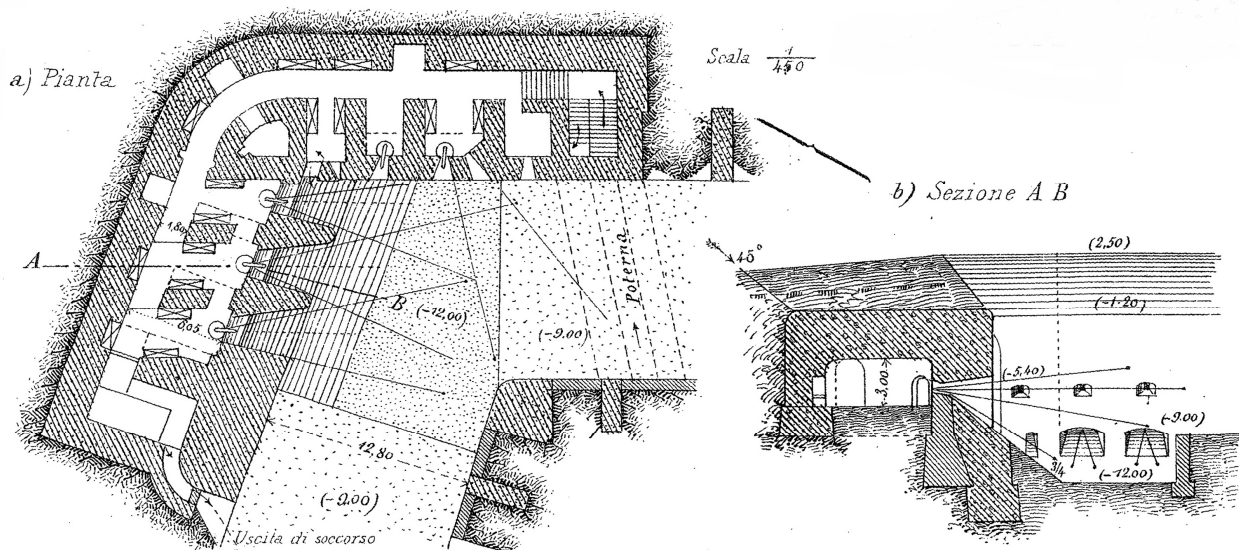 a) Pianta
Scala 1/450
b) Sezione A B
A
B
1,80
0,05
(-12,00)
(-9.00)
Poterna
12,80
(-9.00)
Uscita di soccorso
45°
(2,50)
(-1.20)
3,00
(-5,40)
(-9.00)
3/4
(-12.00)